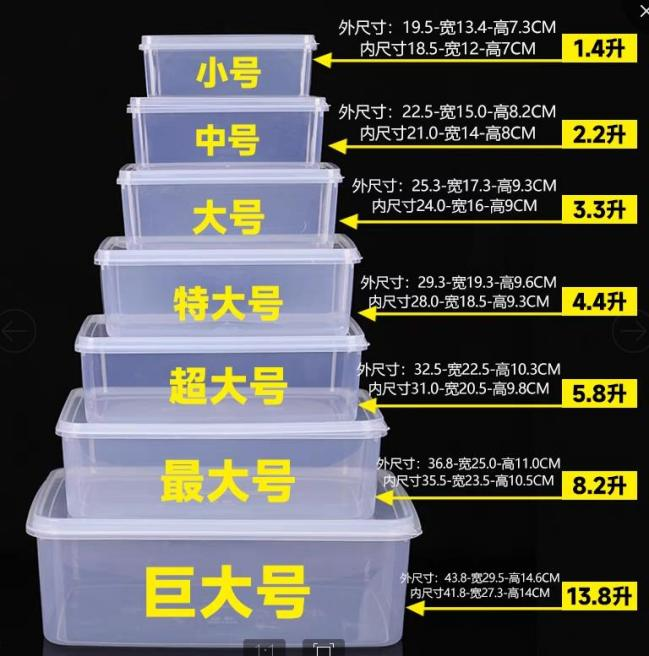 外尺寸：19.5-宽13.4-高7.3CM
内尺寸18.5-宽12-高7CM
1.4升
小号
外尺寸：22.5-宽15.0-高8.2CM
内尺寸21.0-宽14-高8CM
2.2升
中号
外尺寸：25.3-宽17.3-高9.3CM
内尺寸24.0-宽16-高9CM
3.3升
大号
外尺寸：29.3-宽19.3-高9.6CM
内尺寸28.0-宽18.5-高9.3CM
4.4升
特大号
外尺寸：32.5-宽22.5-高10.3CM
内尺寸31.0-宽20.5-高9.8CM
5.8升
超大号
外尺寸：36.8-宽25.0-高11.0CM
内尺寸35.5-宽23.5-高10.5CM
8.2升
最大号
外尺寸：43.8-宽29.5-高14.6CM
内尺寸41.8-宽27.3-高14CM
13.8升
巨大号
1:1